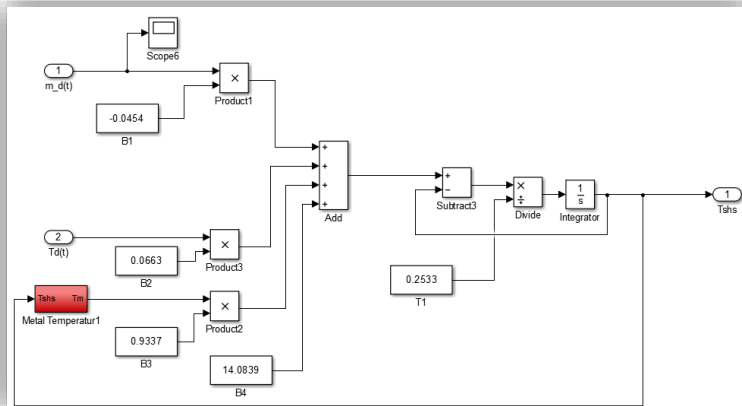 Scope6
1
m_d(t)
×
Product1
-0.0454
B1
+
+
+
+
Add
+
−
Subtract3
×
÷
Divide
1
s
Integrator
1
Tshs
2
Td(t)
×
Product3
0.0663
B2
0.2533
T1
Tshs Tm
Metal Temperatur1
×
Product2
0.9337
B3
14.0839
B4